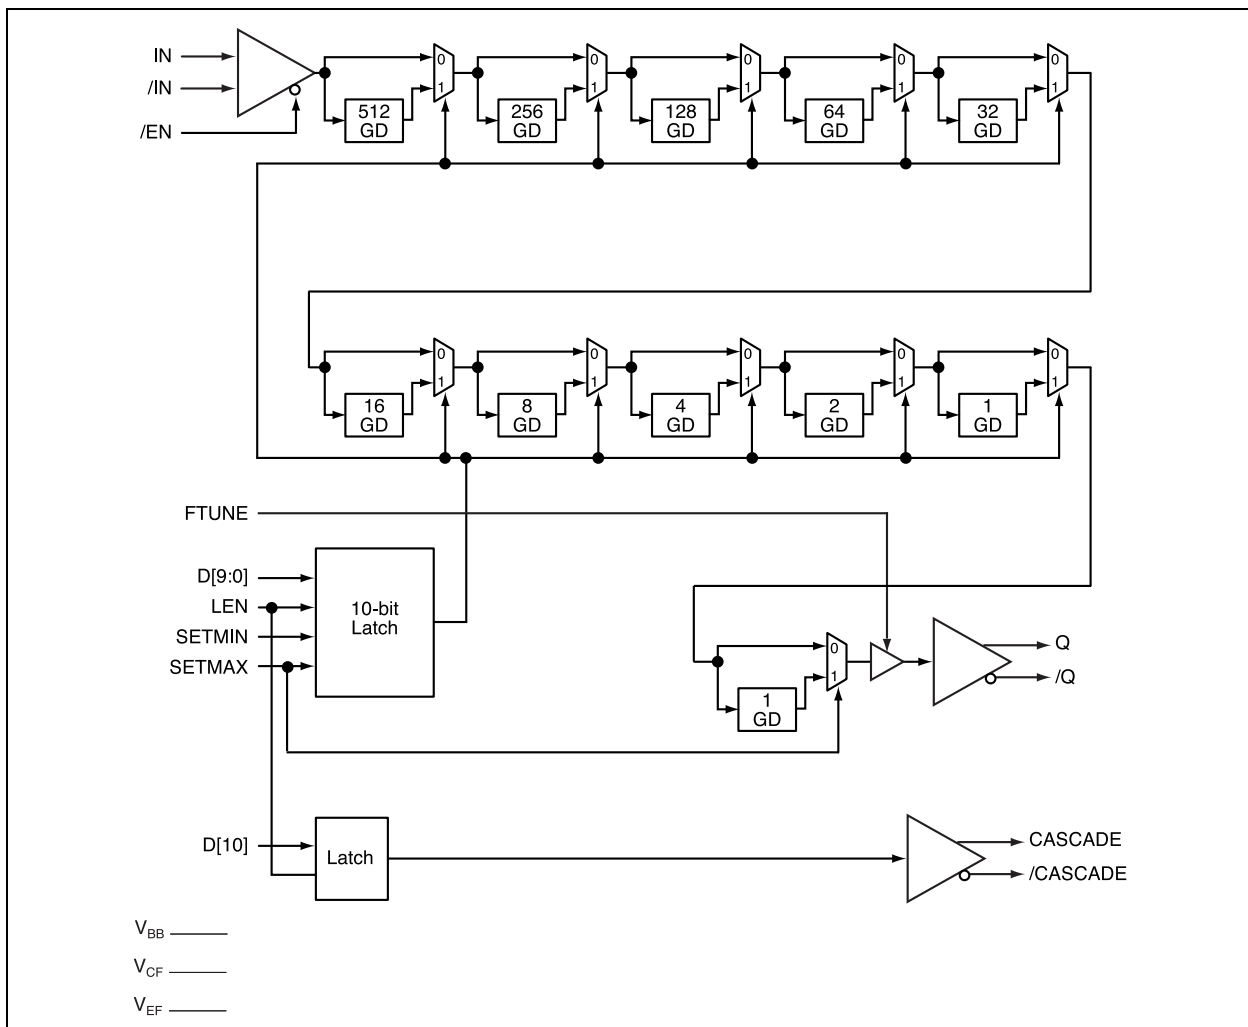 IN
/IN
/EN
0
1
512
GD
0
1
256
GD
0
1
128
GD
0
1
64
GD
0
1
32
GD
0
1
16
GD
0
1
8
GD
0
1
4
GD
0
1
2
GD
0
1
1
GD
FTUNE
D[9:0]
LEN
SETMIN
SETMAX
10-bit
Latch
0
1
1
GD
Q
/Q
D[10]
Latch
CASCADE
/CASCADE
VBB
VCF
VEF